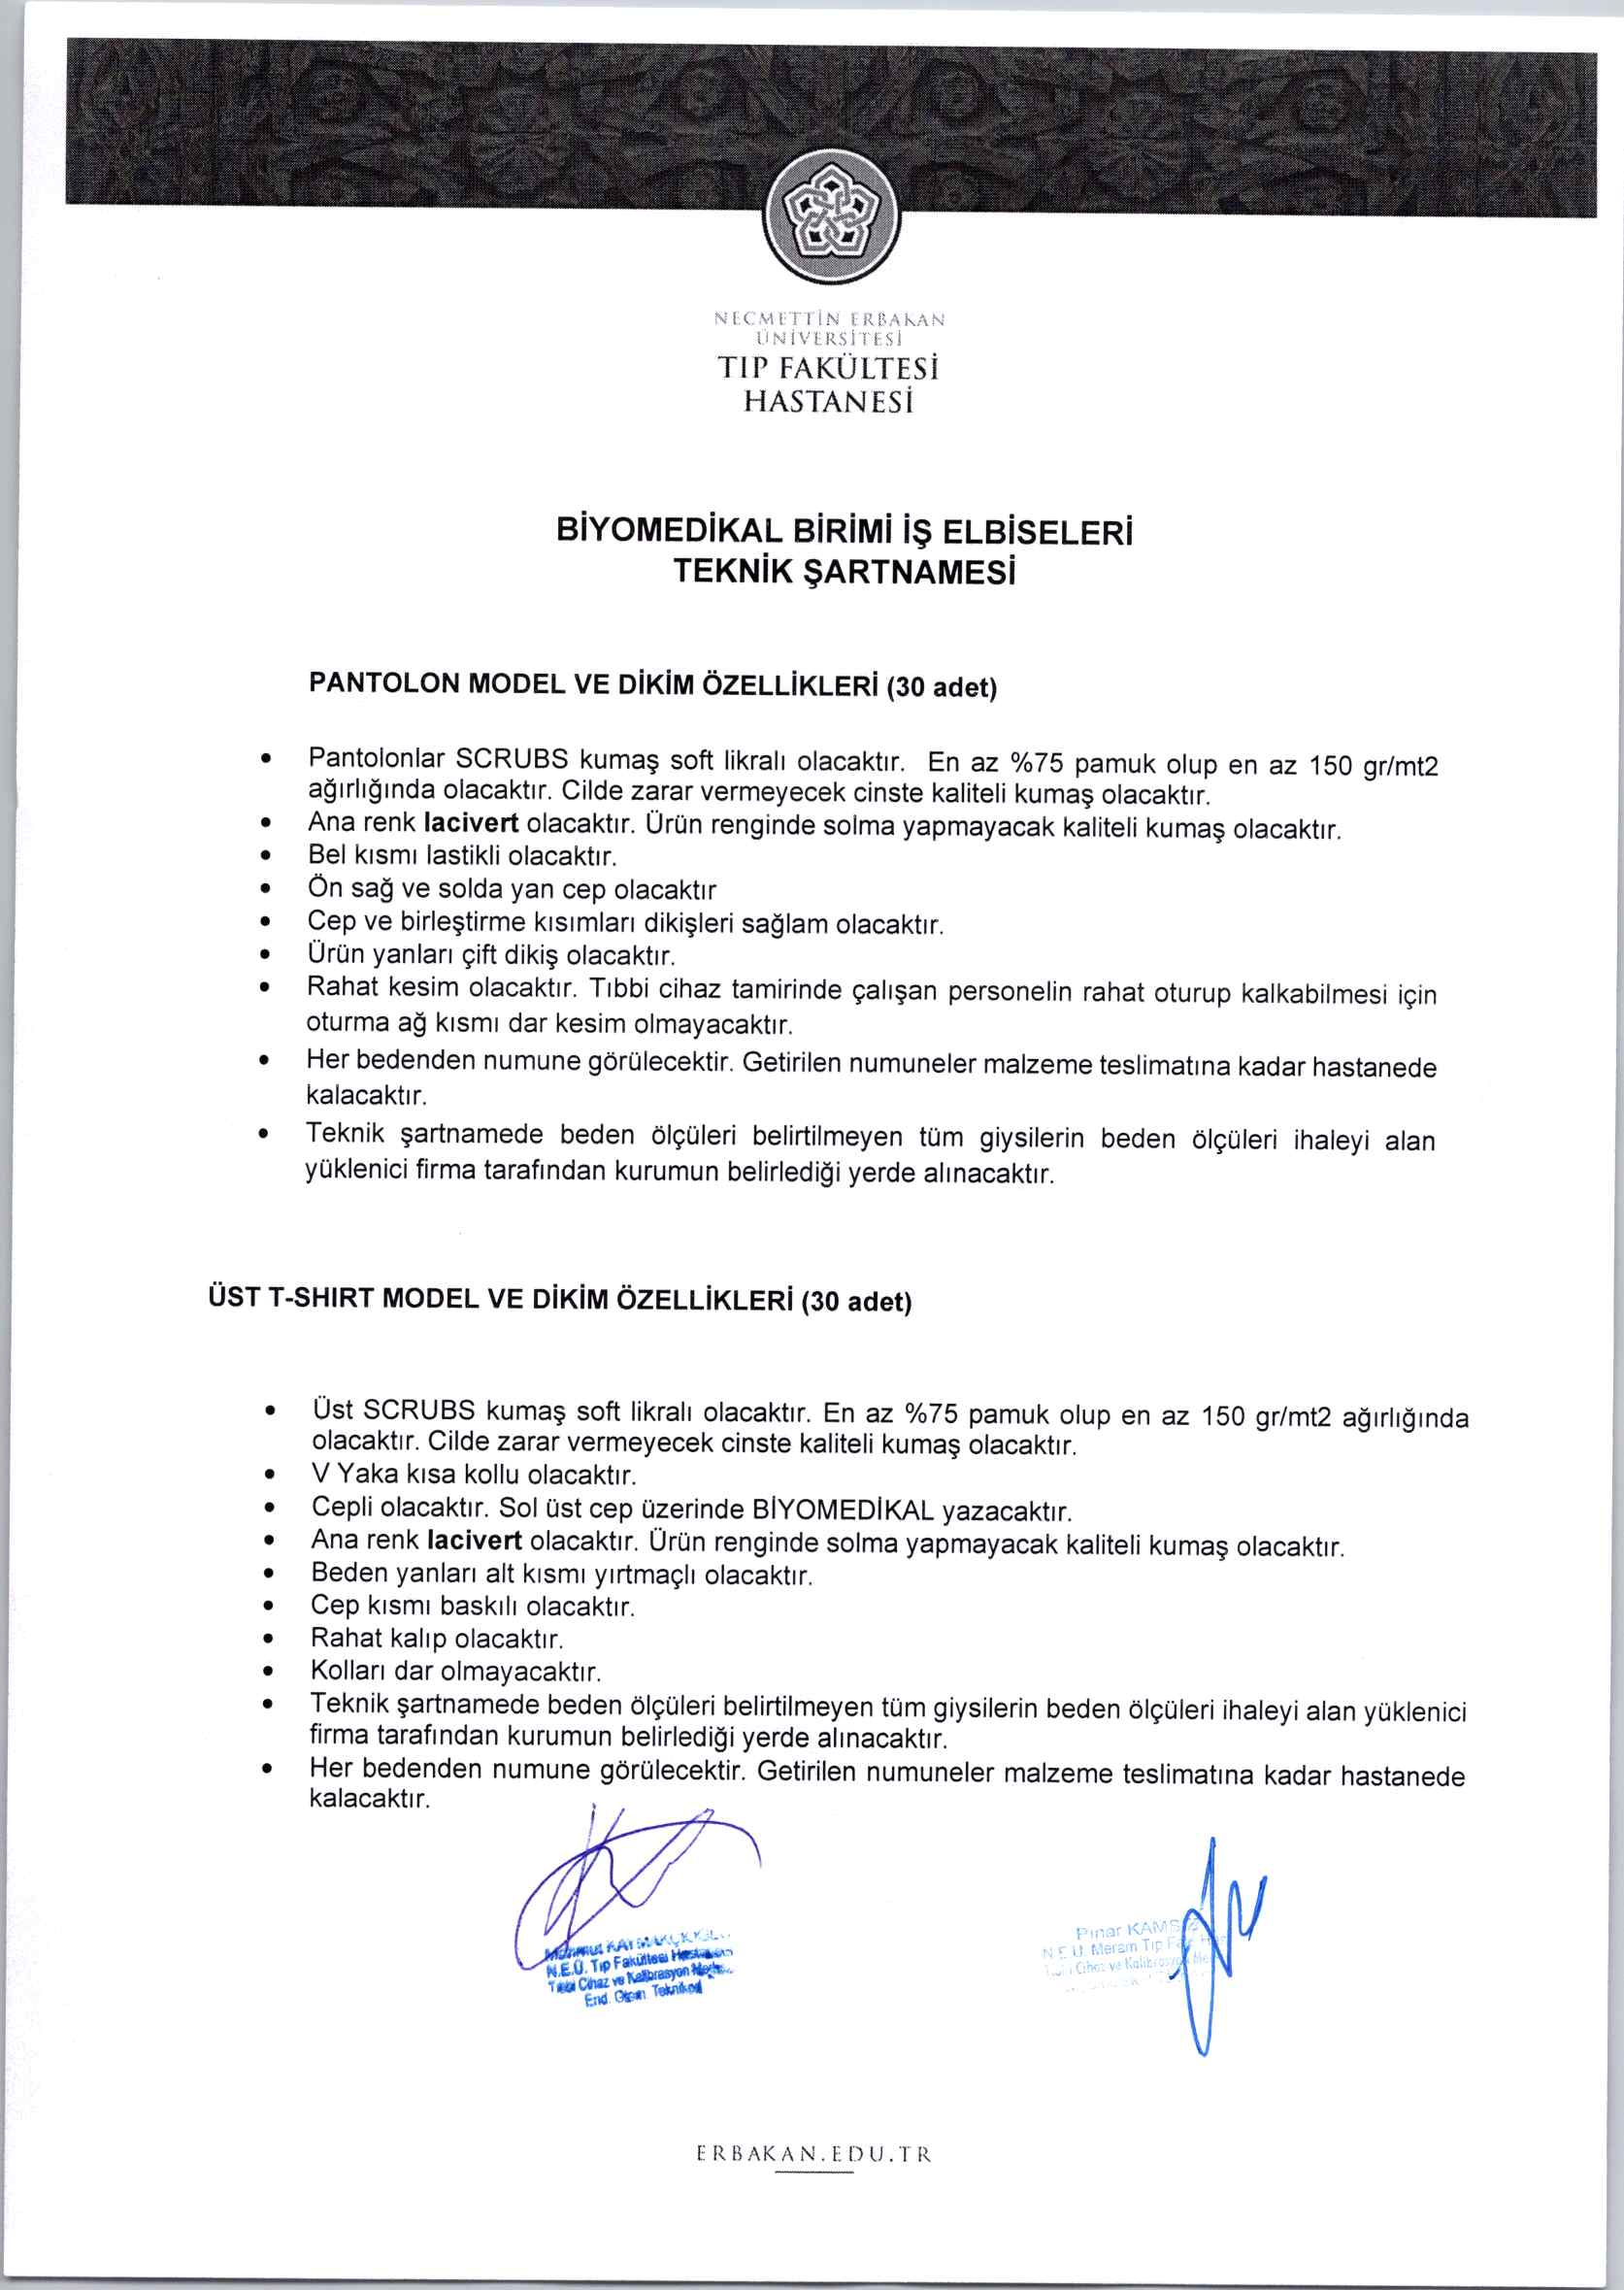 NECMETTİN ERBAKAN
ÜNİVERSİTESİ
TIP FAKÜLTESİ
HASTANESİ
BİYOMEDİKAL BİRİMİ İŞ ELBİSELERİ
TEKNİK ŞARTNAMESİ
PANTOLON MODEL VE DİKİM ÖZELLİKLERİ (30 adet)
• Pantolonlar SCRUBS kumaş soft likralı olacaktır. En az %75 pamuk olup en az 150 gr/mt2
ağırlığında olacaktır. Cilde zarar vermeyecek cinste kaliteli kumaş olacaktır.
• Ana renk lacivert olacaktır. Ürün renginde solma yapmayacak kaliteli kumaş olacaktır.
• Bel kısmı lastikli olacaktır.
• Ön sağ ve solda yan cep olacaktır
• Cep ve birleştirme kısımları dikişleri sağlam olacaktır.
• Ürün yanları çift dikiş olacaktır.
• Rahat kesim olacaktır. Tıbbi cihaz tamirinde çalışan personelin rahat oturup kalkabilmesi için
oturma ağ kısmı dar kesim olmayacaktır.
• Her bedenden numune görülecektir. Getirilen numuneler malzeme teslimatına kadar hastanede
kalacaktır.
• Teknik şartnamede beden ölçüleri belirtilmeyen tüm giysilerin beden ölçüleri ihaleyi alan
yüklenici firma tarafından kurumun belirlediği yerde alınacaktır.
ÜST T-SHIRT MODEL VE DİKİM ÖZELLİKLERİ (30 adet)
• Üst SCRUBS kumaş soft likralı olacaktır. En az %75 pamuk olup en az 150 gr/mt2 ağırlığında
olacaktır. Cilde zarar vermeyecek cinste kaliteli kumaş olacaktır.
• V Yaka kısa kollu olacaktır.
• Cepli olacaktır. Sol üst cep üzerinde BİYOMEDİKAL yazacaktır.
• Ana renk lacivert olacaktır. Ürün renginde solma yapmayacak kaliteli kumaş olacaktır.
• Beden yanları alt kısmı yırtmaçlı olacaktır.
• Cep kısmı baskılı olacaktır.
• Rahat kalıp olacaktır.
• Kolları dar olmayacaktır.
• Teknik şartnamede beden ölçüleri belirtilmeyen tüm giysilerin beden ölçüleri ihaleyi alan yüklenici
firma tarafından kurumun belirlediği yerde alınacaktır.
• Her bedenden numune görülecektir. Getirilen numuneler malzeme teslimatına kadar hastanede
kalacaktır.
N.E.Ü. Tıp Fakültesi
Cihaz ve Kalibrasyon
End. Teknikeri
Pınar
N.E.Ü. Meram Tıp
Cihaz ve
ERBAKAN.EDU.TR